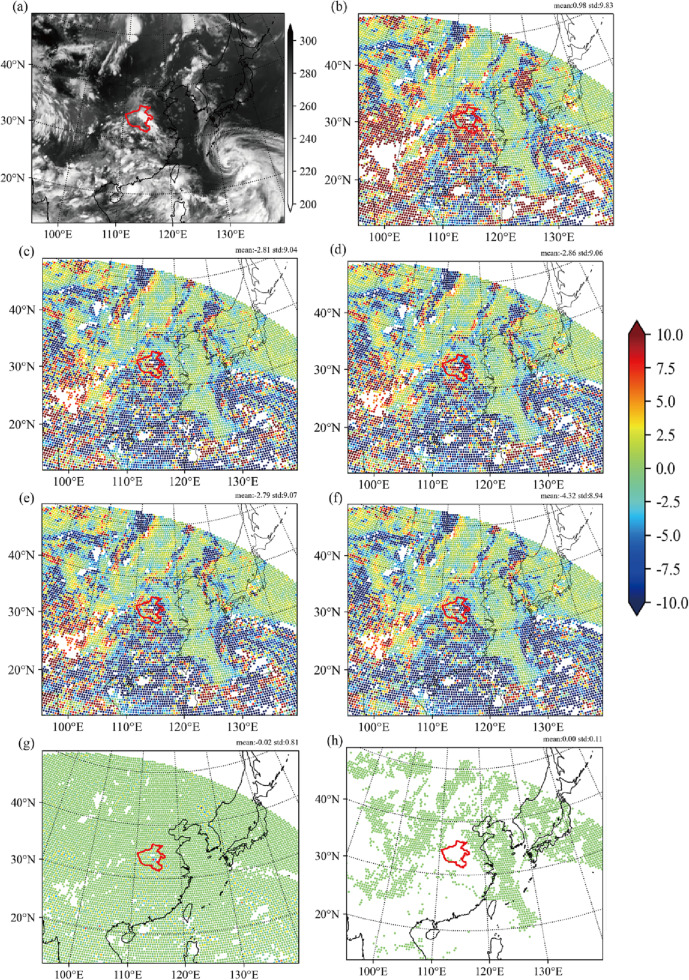 (a)
40°N
30°N
20°N
100°E
110°E
120°E
130°E
300
280
260
240
220
200
(b)
mean:0.98 std:9.83
40°N
30°N
20°N
100°E
110°E
120°E
130°E
(c)
mean:-2.81 std:9.04
40°N
30°N
20°N
100°E
110°E
120°E
130°E
(d)
mean:-2.86 std:9.06
40°N
30°N
20°N
100°E
110°E
120°E
130°E
(e)
mean:-2.79 std:9.07
40°N
30°N
20°N
100°E
110°E
120°E
130°E
(f)
mean:-4.32 std:8.94
40°N
30°N
20°N
100°E
110°E
120°E
130°E
10.0
7.5
5.0
2.5
0.0
-2.5
-5.0
-7.5
-10.0
(g)
mean:-0.02 std:0.81
40°N
30°N
20°N
100°E
110°E
120°E
130°E
(h)
mean:0.00 std:0.11
40°N
30°N
20°N
100°E
110°E
120°E
130°E